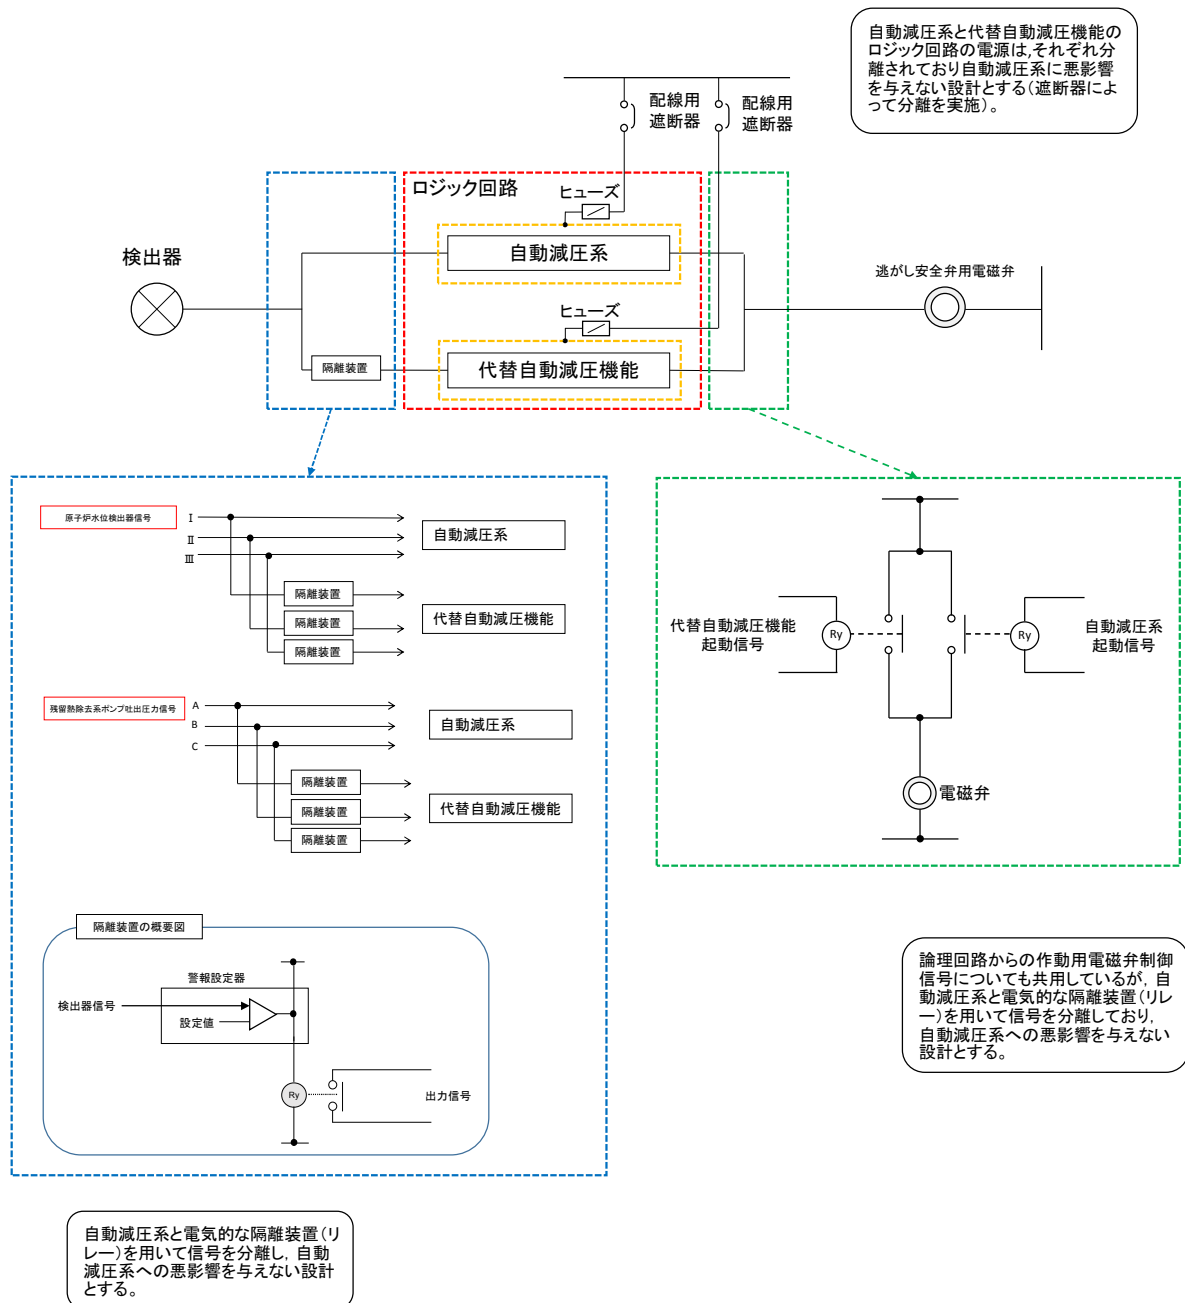 自動減圧系と代替自動減圧機能の
ロジック回路の電源は,それぞれ分
離されており自動減圧系に悪影響
を与えない設計とする(遮断器によ
って分離を実施)。
配線用
遮断器
配線用
遮断器
ロジック回路
ヒューズ
自動減圧系
検出器
逃がし安全弁用電磁弁
ヒューズ
隔離装置
代替自動減圧機能
原子炉水位検出器信号
Ⅰ
Ⅱ
Ⅲ
自動減圧系
隔離装置
隔離装置
隔離装置
代替自動減圧機能
残留熱除去系ポンプ吐出圧力信号
A
B
C
自動減圧系
隔離装置
隔離装置
隔離装置
代替自動減圧機能
隔離装置の概要図
警報設定器
検出器信号
設定値
Ry
出力信号
代替自動減圧機能
起動信号
Ry
Ry
自動減圧系
起動信号
電磁弁
論理回路からの作動用電磁弁制御
信号についても共用しているが, 自
動減圧系と電気的な隔離装置(リレ
ー)を用いて信号を分離しており,
自動減圧系への悪影響を与えない
設計とする。
自動減圧系と電気的な隔離装置(リ
レー)を用いて信号を分離し, 自動
減圧系への悪影響を与えない設計
とする。